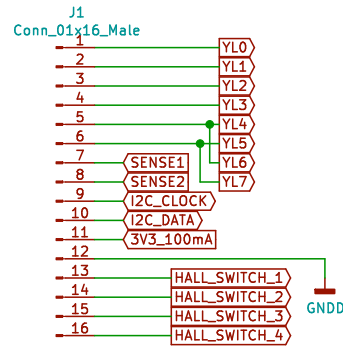 J1
Conn_01x16_Male
1 YL0
2 YL1
3 YL2
4 YL3
5 YL4
6 YL5
YL6
7 SENSE1
YL7
8 SENSE2
9 I2C_CLOCK
10 I2C_DATA
11 3V3_100mA
12
13 HALL_SWITCH_1
14 HALL_SWITCH_2
GNDD
15 HALL_SWITCH_3
16 HALL_SWITCH_4